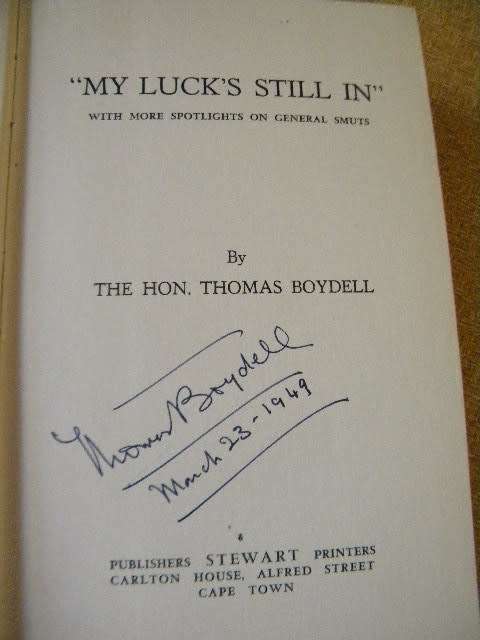 "MY LUCK'S STILL IN"
WITH MORE SPOTLIGHTS ON GENERAL SMUTS
By
THE HON. THOMAS BOYDELL
Thomas Boydell
March 23-1949
PUBLISHERS STEWART PRINTERS
CARLTON HOUSE, ALFRED STREET
CAPE TOWN